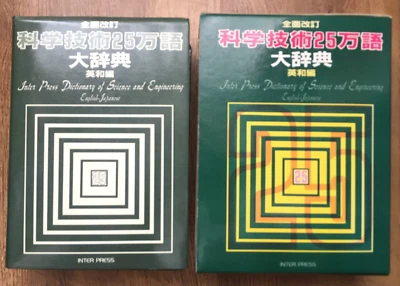 全面改訂
科学技術25万語
大辞典
英和編
Inter Press Dictionary of Science and Engineering
English-Japanese
25
INTER PRESS
全面改訂
科学技術25万語
大辞典
英和編
Inter Press Dictionary of Science and Engineering
English-Japanese
25
INTER PRESS